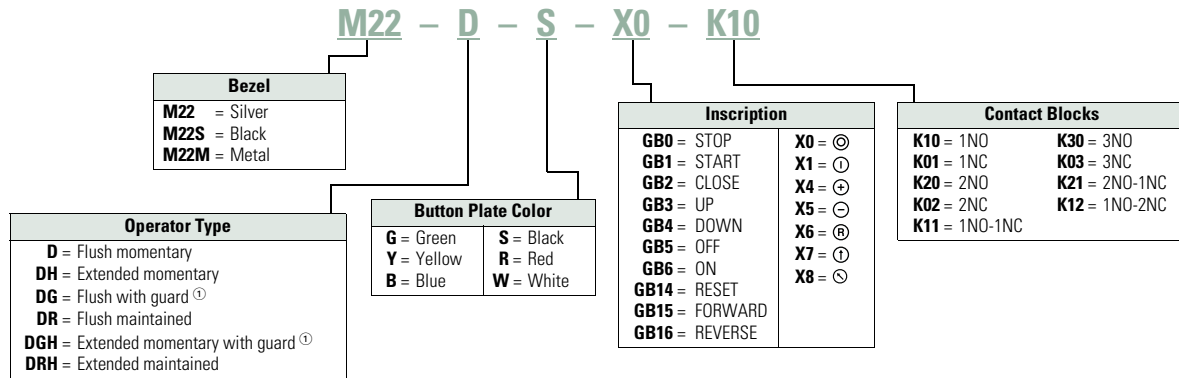 M22 – D – S – X0 – K10
Bezel
M22 = Silver
M22S = Black
M22M = Metal
Operator Type
D = Flush momentary
DH = Extended momentary
DG = Flush with guard ①
DR = Flush maintained
DGH = Extended momentary with guard ①
DRH = Extended maintained
Button Plate Color
G = Green
Y = Yellow
B = Blue
S = Black
R = Red
W = White
Inscription
GB0 = STOP
GB1 = START
GB2 = CLOSE
GB3 = UP
GB4 = DOWN
GB5 = OFF
GB6 = ON
GB14 = RESET
GB15 = FORWARD
GB16 = REVERSE
X0 = ⌾
X1 = Ⓘ
X4 = ⊕
X5 = ⊖
X6 = Ⓡ
X7 = ⦶
X8 = ⦸
Contact Blocks
K10 = 1NO
K01 = 1NC
K20 = 2NO
K02 = 2NC
K11 = 1NO-1NC
K30 = 3NO
K03 = 3NC
K21 = 2NO-1NC
K12 = 1NO-2NC